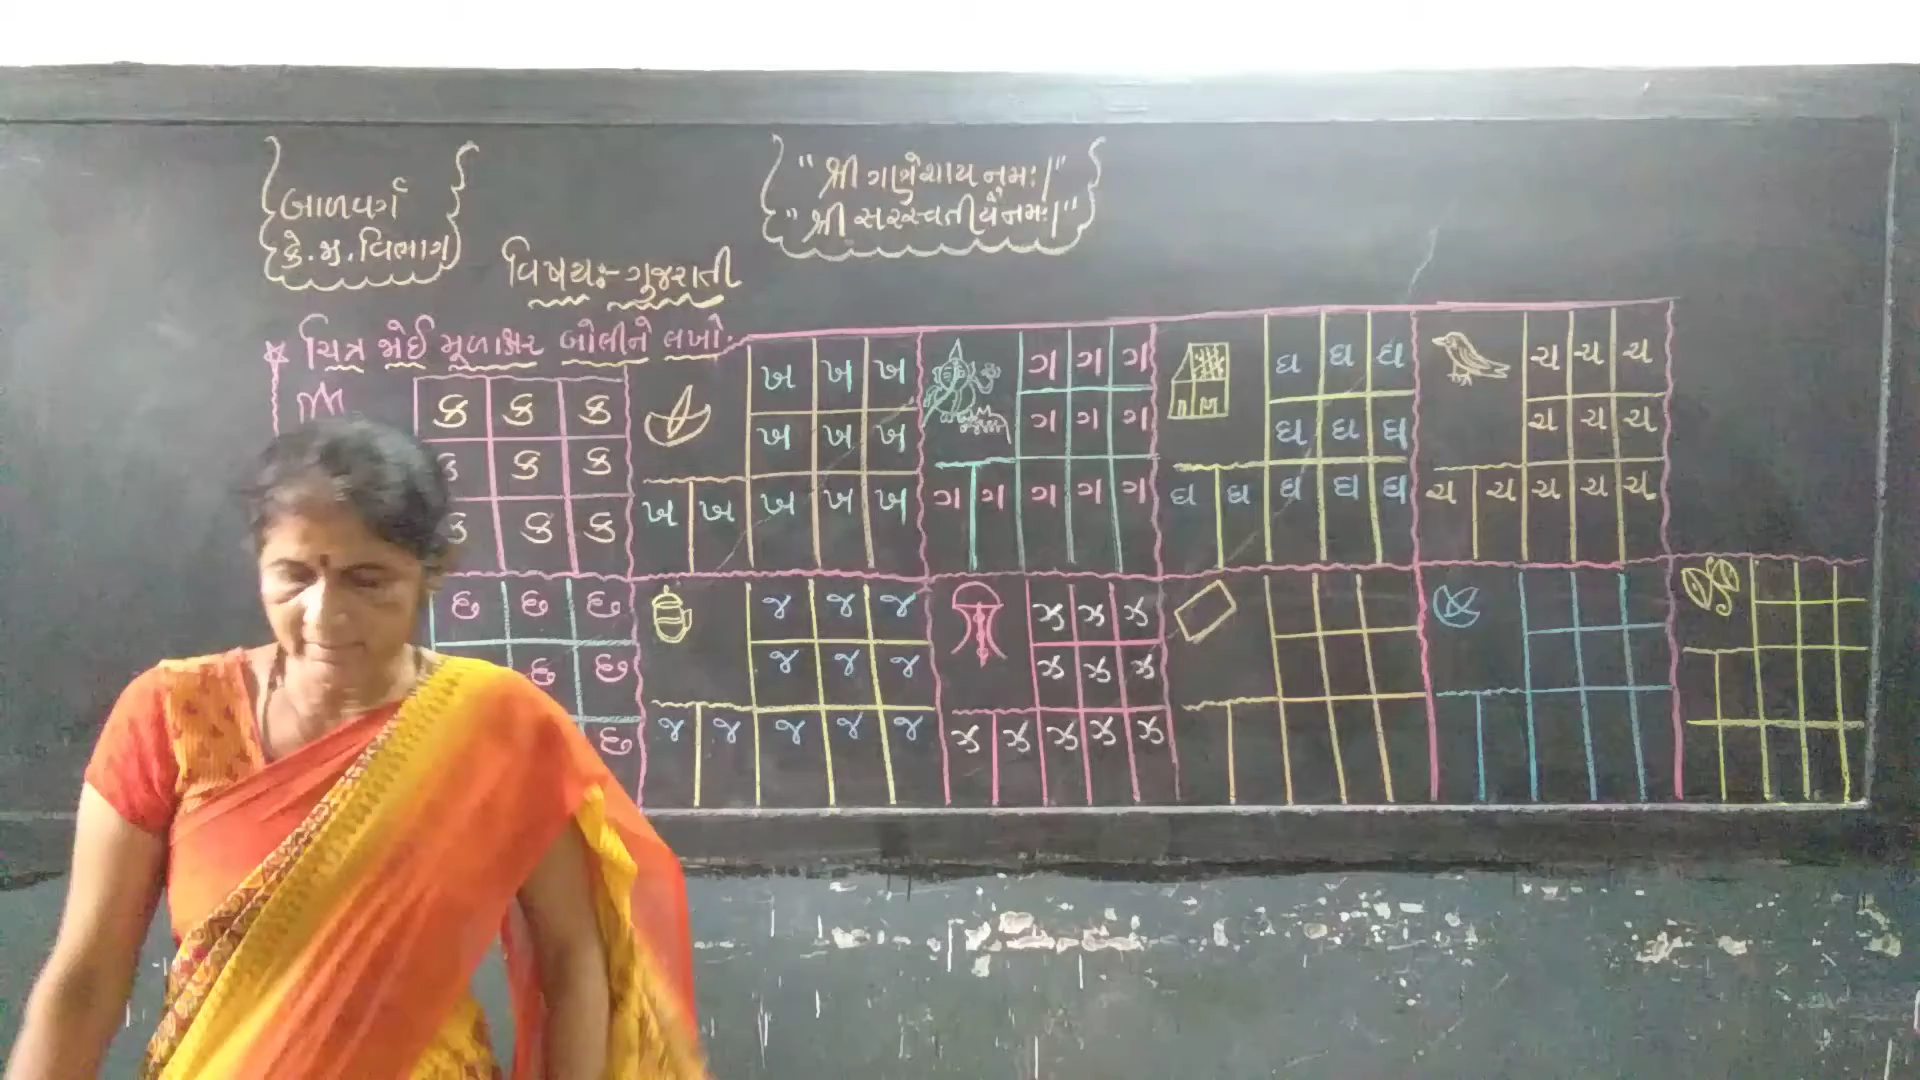 "શ્રી ગણેશાય નમઃ।"
"શ્રી સરસ્વતીયૈ નમઃ।"
બાળવર્ગ
કે.મ.વિભાગ
વિષયઃ- ગુજરાતી
* ચિત્ર જોઈ મૂળાક્ષર બોલીને લખો.
ક ક ક ખ ખ ખ ગ ગ ગ ઘ ઘ ઘ ચ ચ ચ
ક ક ક ખ ખ ખ ગ ગ ગ ઘ ઘ ઘ ચ ચ ચ
ક ક ક ખ ખ ખ ખ ખ ગ ગ ગ ગ ગ ઘ ઘ ઘ ઘ ઘ ચ ચ ચ ચ ચ
છ છ છ જ જ જ ઝ ઝ ઝ
છ છ જ જ જ ઝ ઝ ઝ
છ જ જ જ જ જ ઝ ઝ ઝ ઝ ઝ